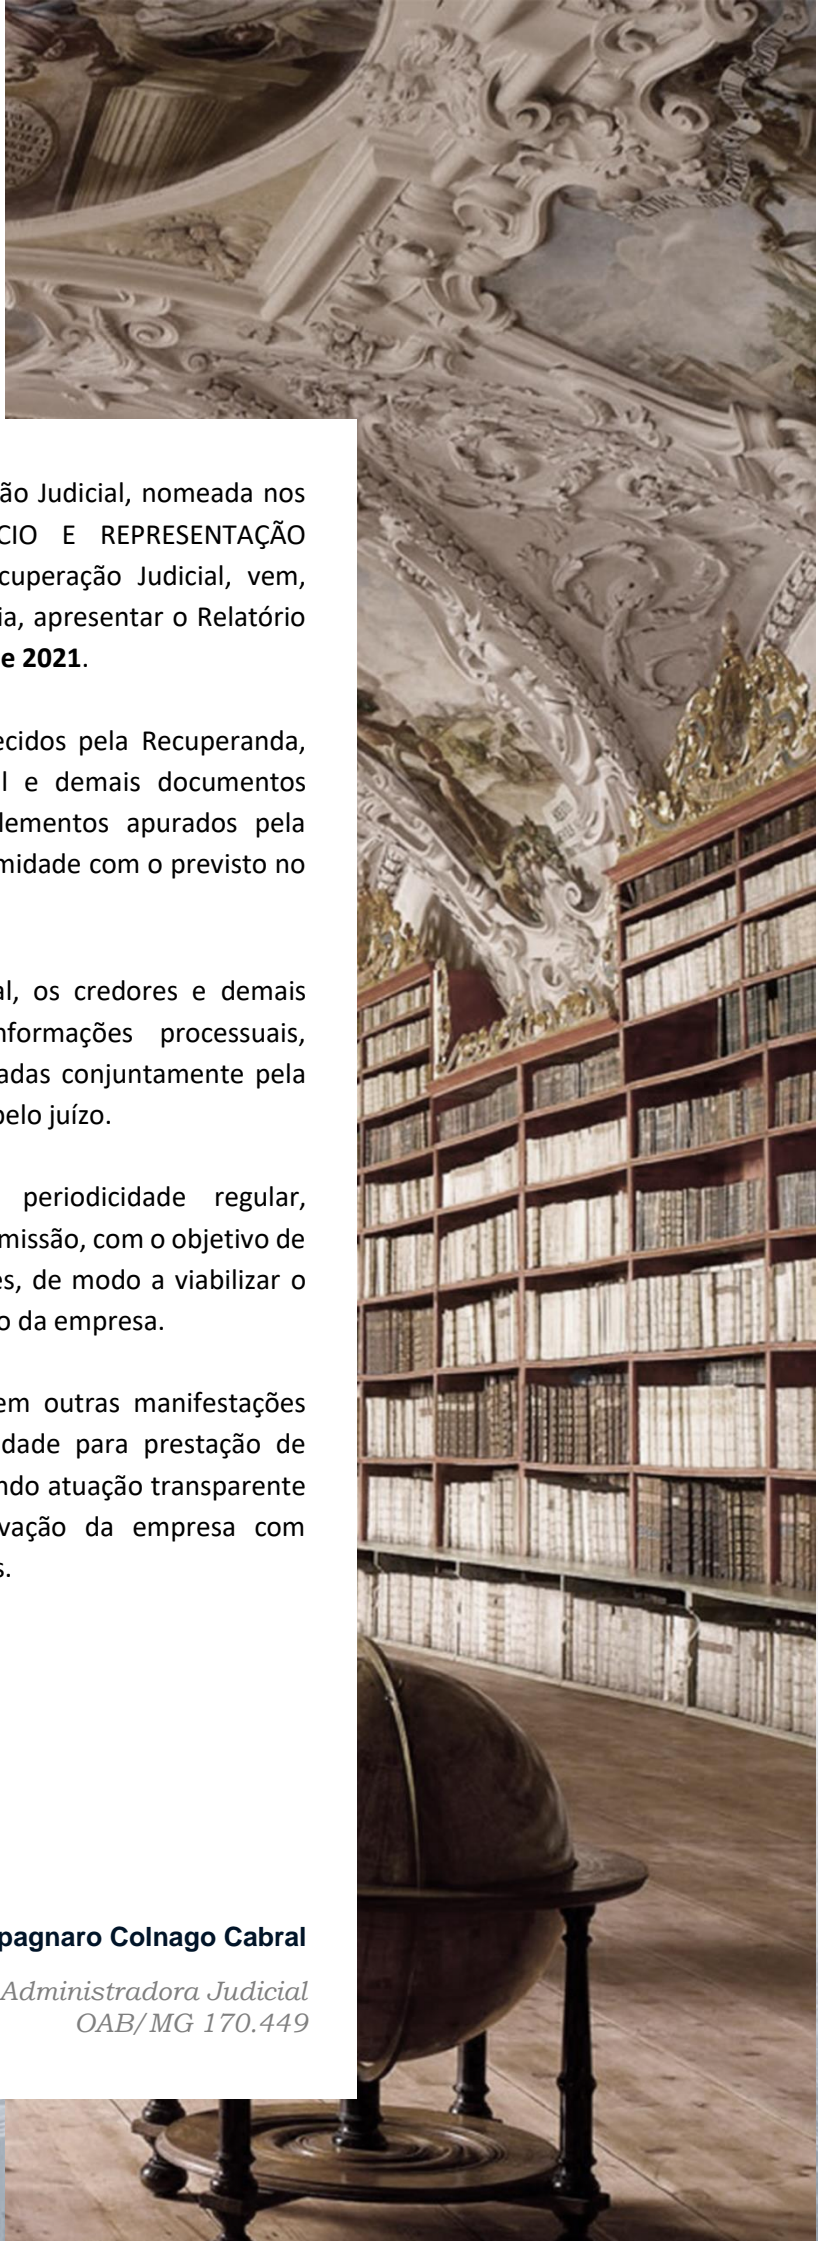 ão Judicial, nomeada nos
CIO E REPRESENTAÇÃO
cuperação Judicial, vem,
ia, apresentar o Relatório
e 2021.
ecidos pela Recuperanda,
l e demais documentos
lementos apurados pela
midade com o previsto no
al, os credores e demais
nformações processuais,
adas conjuntamente pela
pelo juízo.
periodicidade regular,
missão, com o objetivo de
es, de modo a viabilizar o
o da empresa.
em outras manifestações
dade para prestação de
ndo atuação transparente
vação da empresa com
s.
pagnaro Colnago Cabral
Administradora Judicial
OAB/MG 170.449